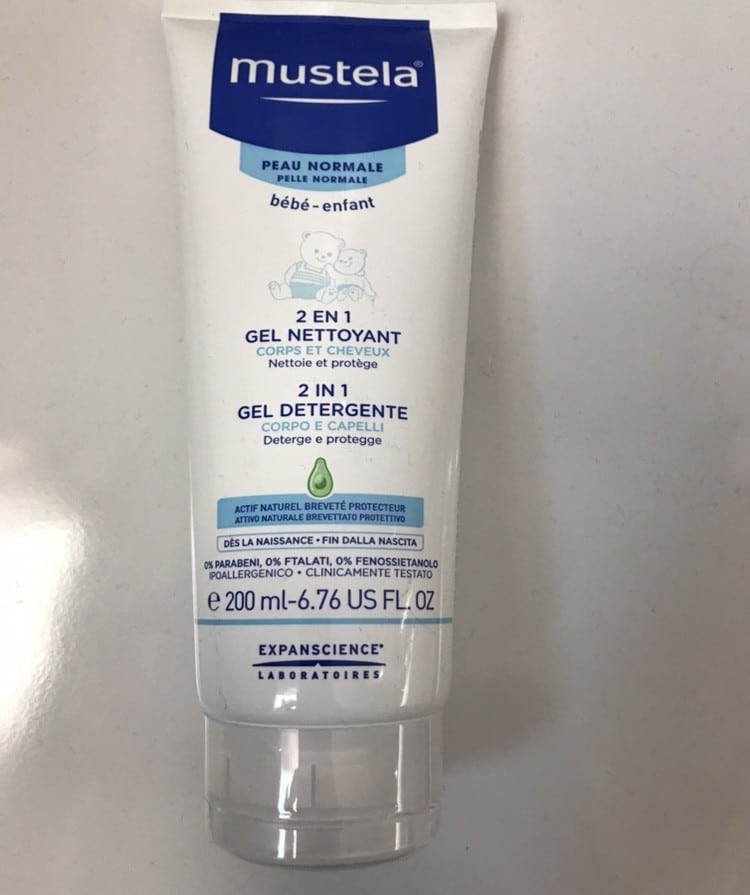 mustela®
PEAU NORMALE
PELLE NORMALE
bébé-enfant
2 EN 1
GEL NETTOYANT
CORPS ET CHEVEUX
Nettoie et protège
2 IN 1
GEL DETERGENTE
CORPO E CAPELLI
Deterge e protegge
ACTIF NATUREL BREVETÉ PROTECTEUR
ATTIVO NATURALE BREVETTATO PROTETTIVO
DÈS LA NAISSANCE • FIN DALLA NASCITA
0% PARABENI, 0% FTALATI, 0% FENOSSIETANOLO
IPOALLERGENICO • CLINICAMENTE TESTATO
℮ 200 ml-6.76 US FL. OZ
EXPANSCIENCE®
LABORATOIRES